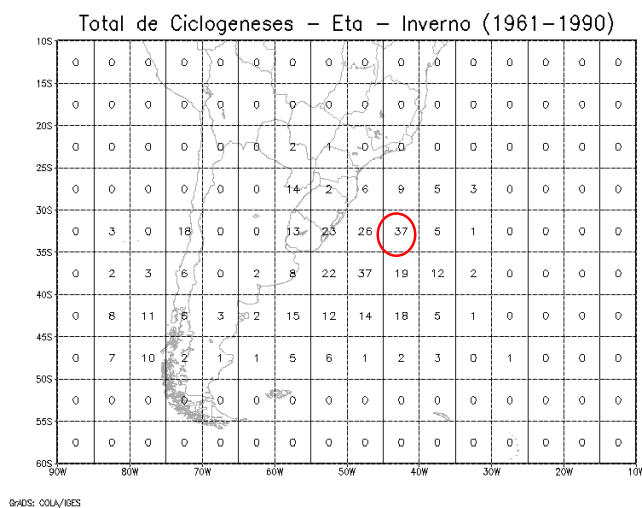 Total de Ciclogeneses – Eta – Inverno (1961–1990)
10S
0 0 0 0 0 0 0 0 0 0 0 0 0 0 0 0
15S
0 0 0 0 0 0 0 0 0 0 0 0 0 0 0 0
20S
0 0 0 0 0 0 2 1 0 0 0 0 0 0 0 0
25S
0 0 0 0 0 0 14 2 6 9 5 3 0 0 0 0
30S
0 3 0 18 0 0 13 23 26 37 5 1 0 0 0 0
35S
0 2 3 6 0 2 8 22 37 19 12 2 0 0 0 0
40S
0 8 11 6 3 2 15 12 14 18 5 1 0 0 0 0
45S
0 7 10 2 1 1 5 6 1 2 3 0 1 0 0 0
50S
0 0 0 0 0 0 0 0 0 0 0 0 0 0 0 0
55S
0 0 0 0 0 0 0 0 0 0 0 0 0 0 0 0
60S
90W 80W 70W 60W 50W 40W 30W 20W 10W
GrADS: COLA/IGES